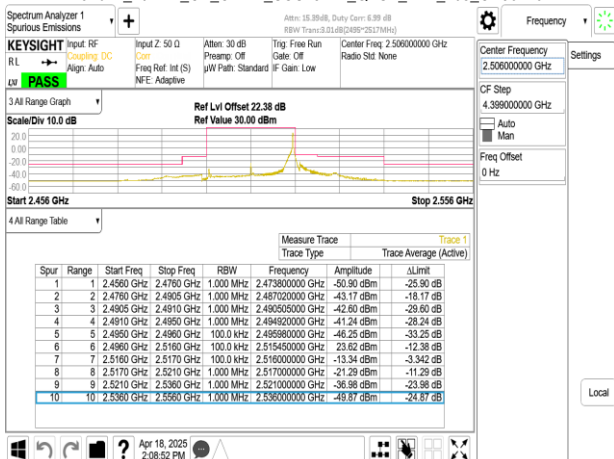 Spectrum Analyzer 1
Spurious Emissions
Attn: 15.89dB, Duty Corr: 6.99 dB
RBW Trans:3.01dB(2495~2517MHz)
Frequency
KEYSIGHT
RL
PASS
Input: RF
Coupling: DC
Align: Auto
Input Z: 50 Ω
Corr
Freq Ref: Int (S)
NFE: Adaptive
Atten: 30 dB
Preamp: Off
µW Path: Standard
Trig: Free Run
Gate: Off
IF Gain: Low
Center Freq: 2.506000000 GHz
Radio Std: None
Center Frequency
2.506000000 GHz
Settings
CF Step
4.399000000 GHz
Auto
Man
Freq Offset
0 Hz
Local
3 All Range Graph
Scale/Div 10.0 dB
Ref Lvl Offset 22.38 dB
Ref Value 30.00 dBm
20.0
0.00
-20.0
-40.0
-60.0
Start 2.456 GHz
Stop 2.556 GHz
4 All Range Table
Measure Trace Trace 1
Trace Type Trace Average (Active)
Spur Range Start Freq Stop Freq RBW Frequency Amplitude ΔLimit
1 1 2.4560 GHz 2.4760 GHz 1.000 MHz 2.473800000 GHz -50.90 dBm -25.90 dB
2 2 2.4760 GHz 2.4905 GHz 1.000 MHz 2.487020000 GHz -43.17 dBm -18.17 dB
3 3 2.4905 GHz 2.4910 GHz 1.000 MHz 2.490505000 GHz -42.60 dBm -29.60 dB
4 4 2.4910 GHz 2.4950 GHz 1.000 MHz 2.494920000 GHz -41.24 dBm -28.24 dB
5 5 2.4950 GHz 2.4960 GHz 100.0 kHz 2.495980000 GHz -46.25 dBm -33.25 dB
6 6 2.4960 GHz 2.5160 GHz 100.0 kHz 2.515450000 GHz 23.62 dBm -12.38 dB
7 7 2.5160 GHz 2.5170 GHz 100.0 kHz 2.516000000 GHz -13.34 dBm -3.342 dB
8 8 2.5170 GHz 2.5210 GHz 1.000 MHz 2.517000000 GHz -21.29 dBm -11.29 dB
9 9 2.5210 GHz 2.5360 GHz 1.000 MHz 2.521000000 GHz -36.98 dBm -23.98 dB
10 10 2.5360 GHz 2.5560 GHz 1.000 MHz 2.536000000 GHz -49.87 dBm -24.87 dB
Apr 18, 2025
2:08:52 PM